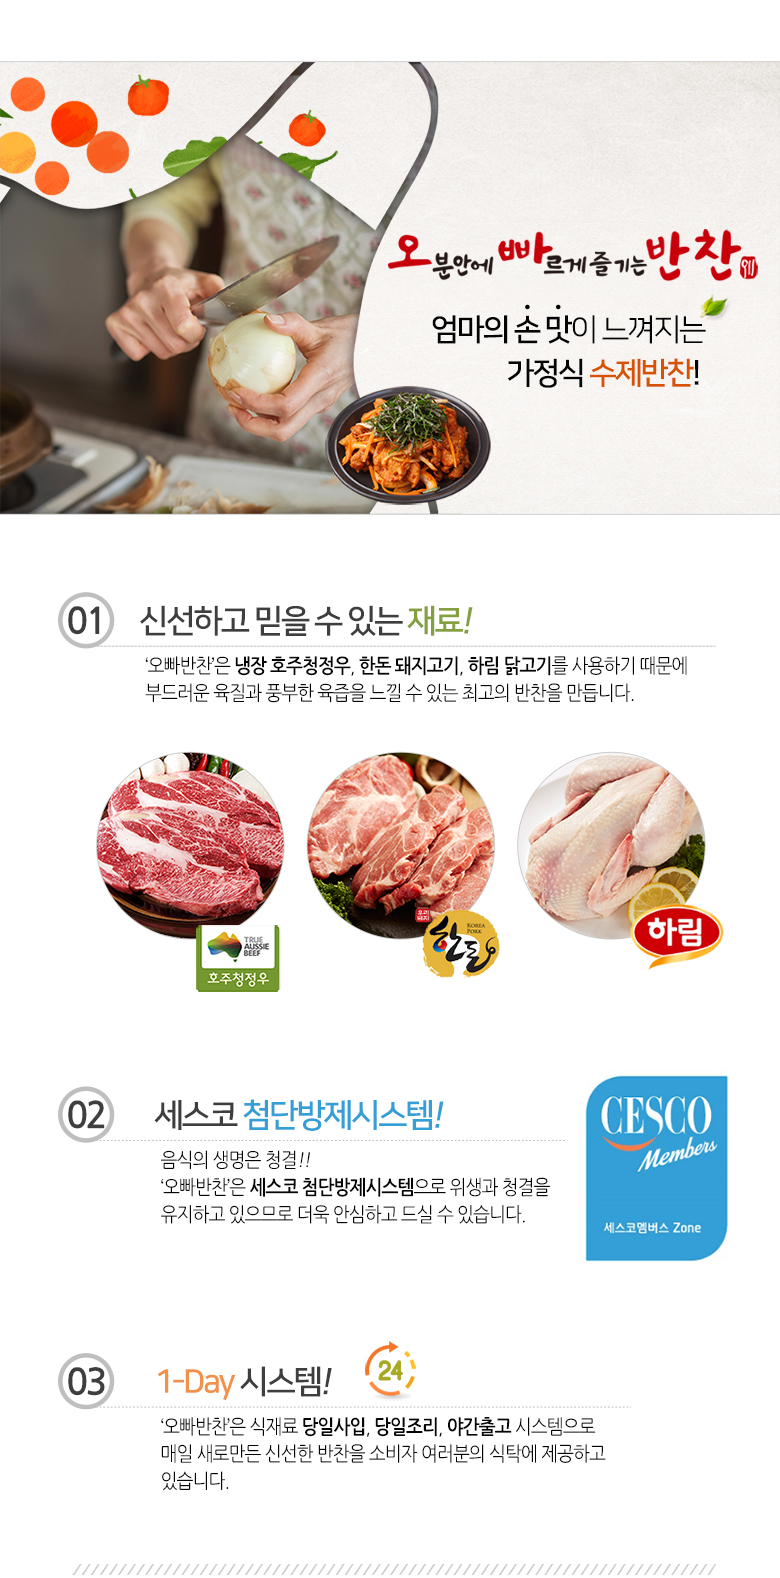 오분안에 빠르게 즐기는 반찬
엄마의 손 맛이 느껴지는
가정식 수제반찬!
01 신선하고 믿을 수 있는 재료!
‘오빠반찬’은 냉장 호주청정우, 한돈 돼지고기, 하림 닭고기를 사용하기 때문에
부드러운 육질과 풍부한 육즙을 느낄 수 있는 최고의 반찬을 만듭니다.
TRUE
AUSSIE
BEEF
호주청정우
우리
돼지
KOREA
PORK
한돈
하림
02 세스코 첨단방제시스템!
음식의 생명은 청결!!
‘오빠반찬’은 세스코 첨단방제시스템으로 위생과 청결을
유지하고 있으므로 더욱 안심하고 드실 수 있습니다.
CESCO
Members
세스코멤버스 Zone
03 1-Day 시스템!
24
‘오빠반찬’은 식재료 당일사입, 당일조리, 야간출고 시스템으로
매일 새로만든 신선한 반찬을 소비자 여러분의 식탁에 제공하고
있습니다.